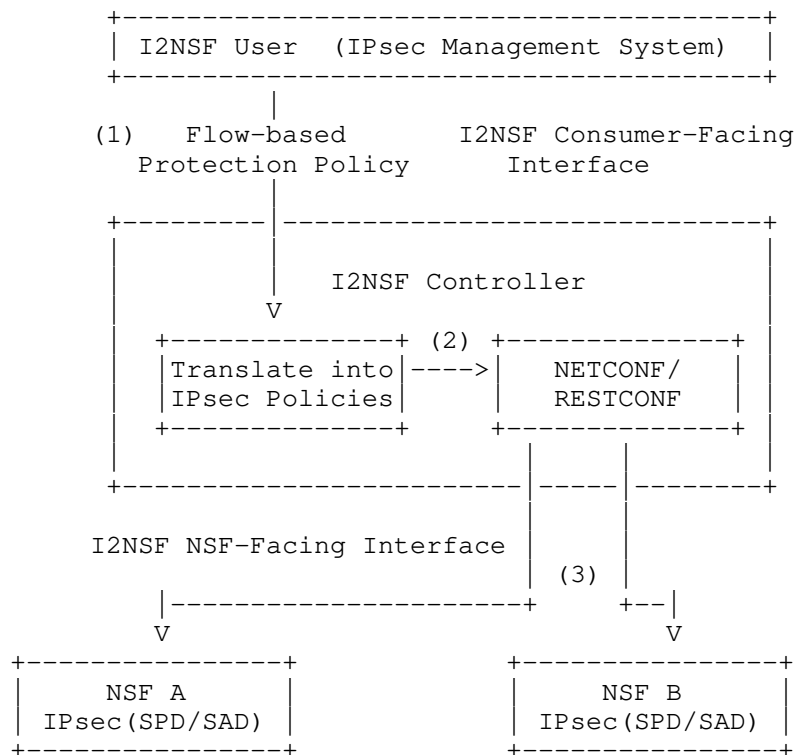 I2NSF User (IPsec Management System)
(1) Flow-based I2NSF Consumer-Facing
Protection Policy Interface
I2NSF Controller
V
(2)
Translate into ----> NETCONF/
IPsec Policies RESTCONF
I2NSF NSF-Facing Interface
(3)
V V
NSF A NSF B
IPsec(SPD/SAD) IPsec(SPD/SAD)